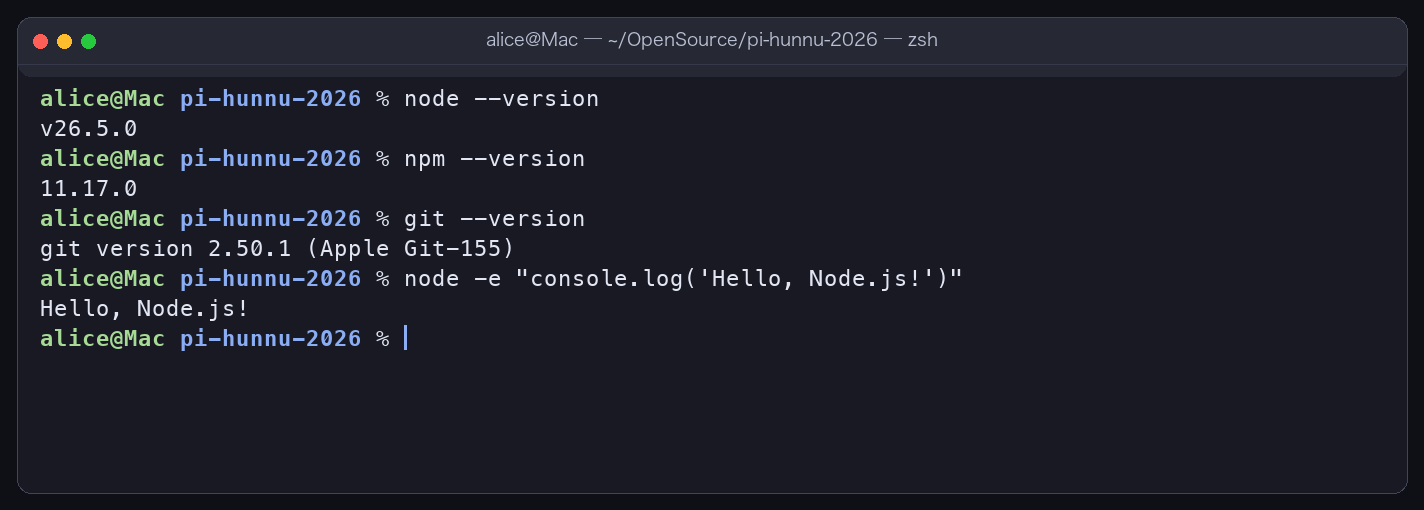 alice@Mac — ~/OpenSource/pi-hunnu-2026 — zsh
alice@Mac pi-hunnu-2026 % node --version
v26.5.0
alice@Mac pi-hunnu-2026 % npm --version
11.17.0
alice@Mac pi-hunnu-2026 % git --version
git version 2.50.1 (Apple Git-155)
alice@Mac pi-hunnu-2026 % node -e "console.log('Hello, Node.js!')"
Hello, Node.js!
alice@Mac pi-hunnu-2026 %